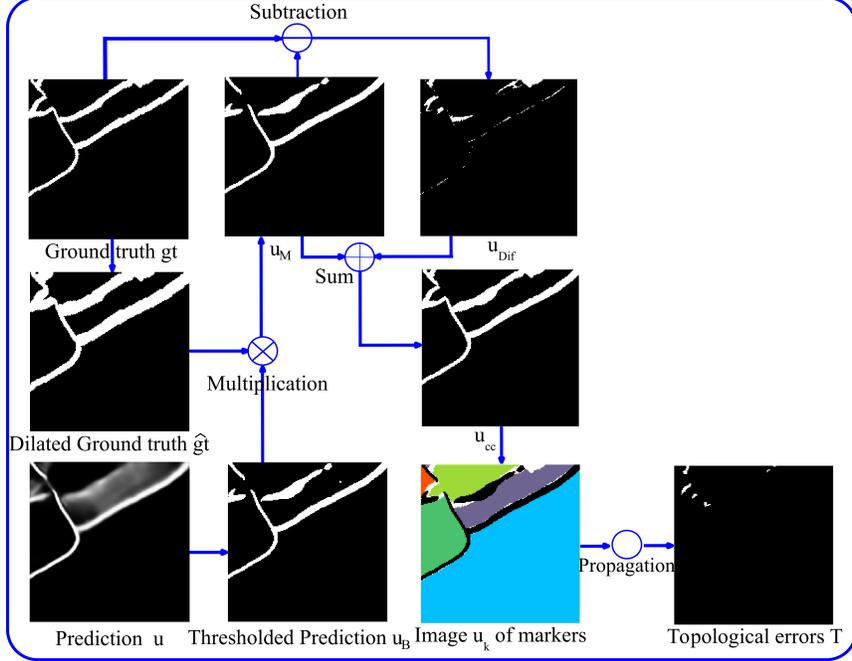 Subtraction
Ground truth gt
u_M
u_Dif
Sum
Multiplication
Dilated Ground truth ĝt
u_cc
Propagation
Prediction u
Thresholded Prediction u_B
Image u_k of markers
Topological errors T